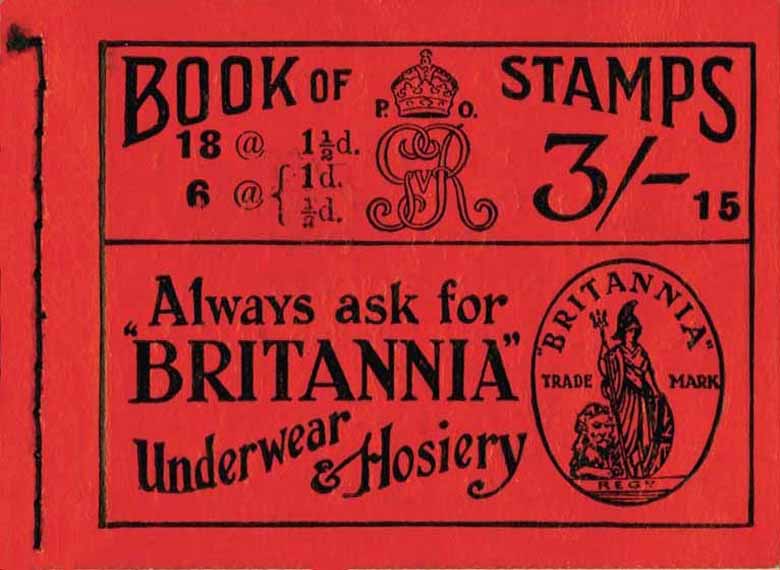 BOOK OF STAMPS
P. O.
GVR
18 @ 1½d.
6 @ { 1d.
½d.
3/-
15
Always ask for
"BRITANNIA"
Underwear
& Hosiery
"BRITANNIA"
TRADE MARK
REGD